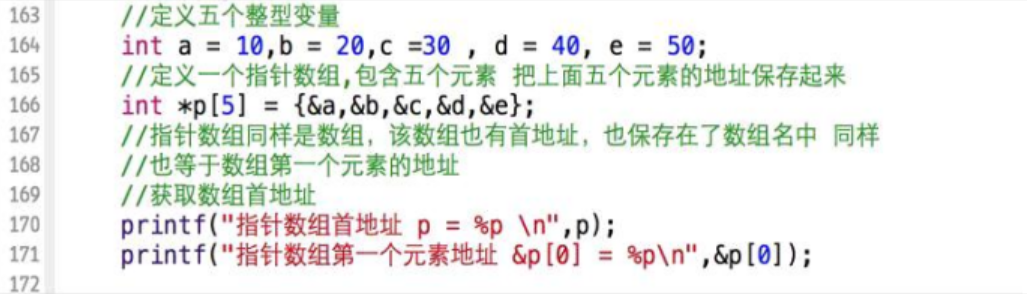 163 //定义五个整型变量
164 int a = 10,b = 20,c =30 , d = 40, e = 50;
165 //定义一个指针数组,包含五个元素 把上面五个元素的地址保存起来
166 int *p[5] = {&a,&b,&c,&d,&e};
167 //指针数组同样是数组，该数组也有首地址，也保存在了数组名中 同样
168 //也等于数组第一个元素的地址
169 //获取数组首地址
170 printf("指针数组首地址 p = %p \n",p);
171 printf("指针数组第一个元素地址 &p[0] = %p\n",&p[0]);
172